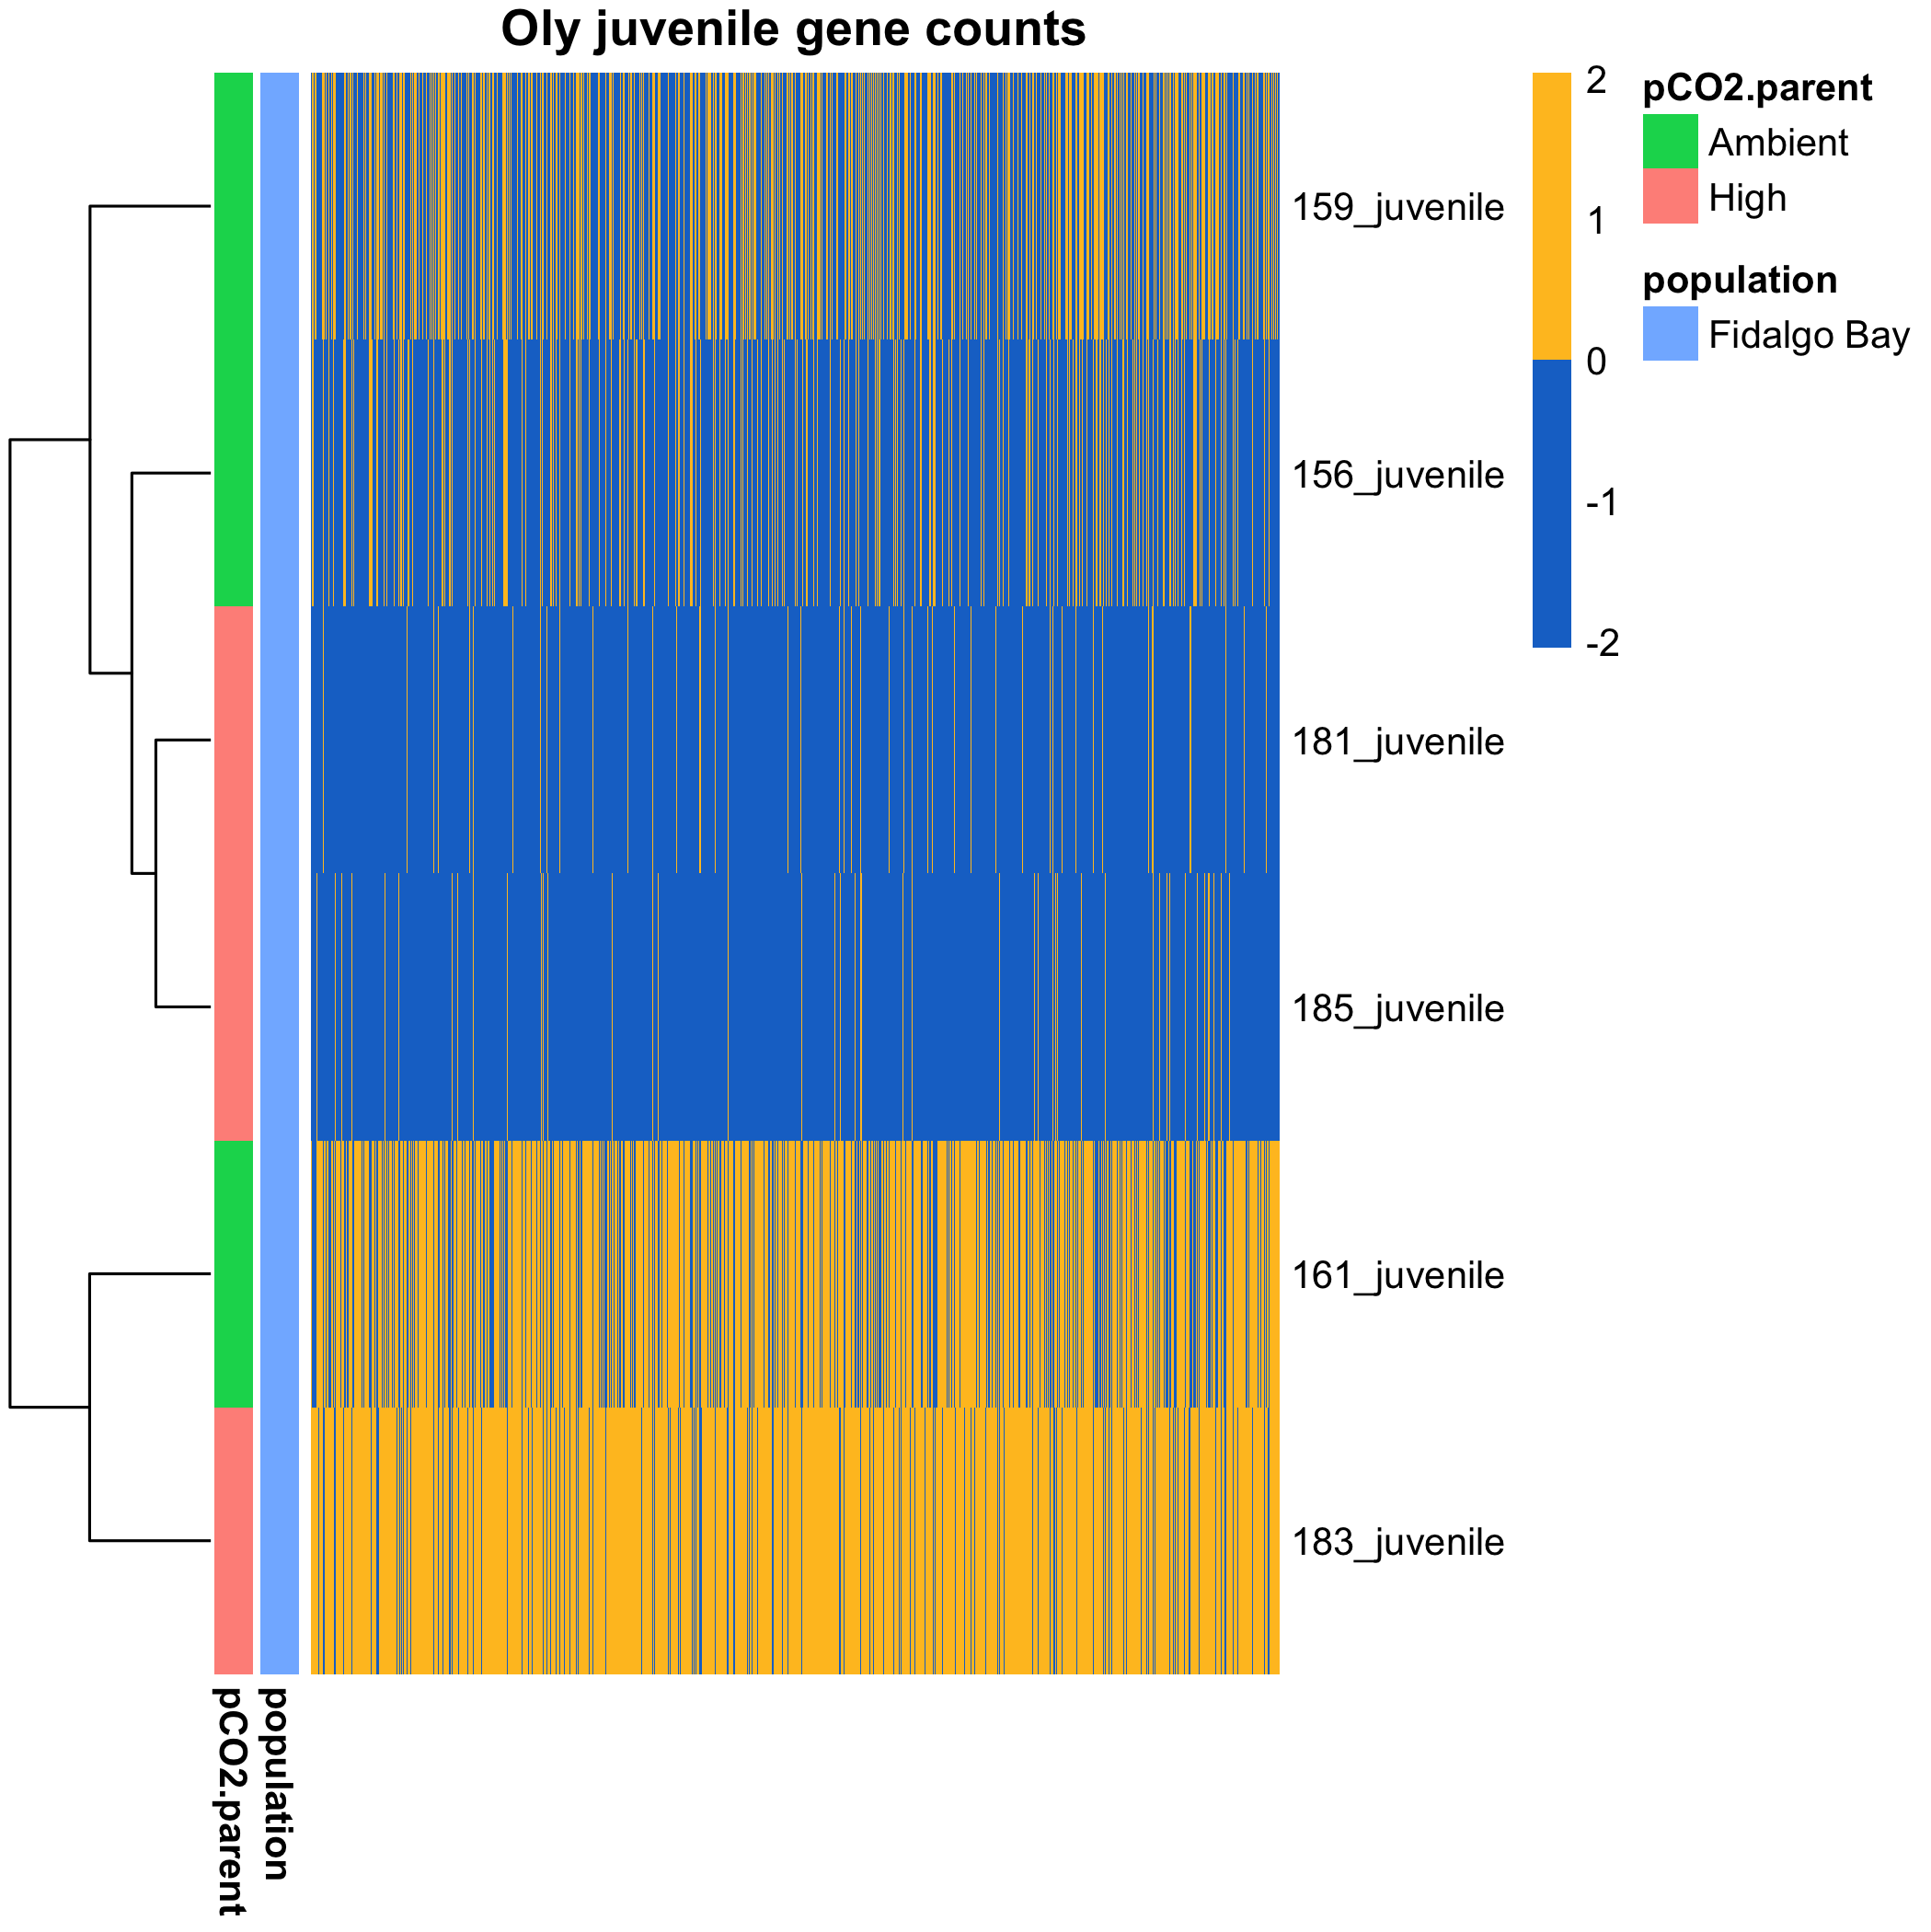 Oly juvenile gene counts
159_juvenile
156_juvenile
181_juvenile
185_juvenile
161_juvenile
183_juvenile
2
1
0
-1
-2
pCO2.parent
Ambient
High
population
Fidalgo Bay
pCO2.parent
population